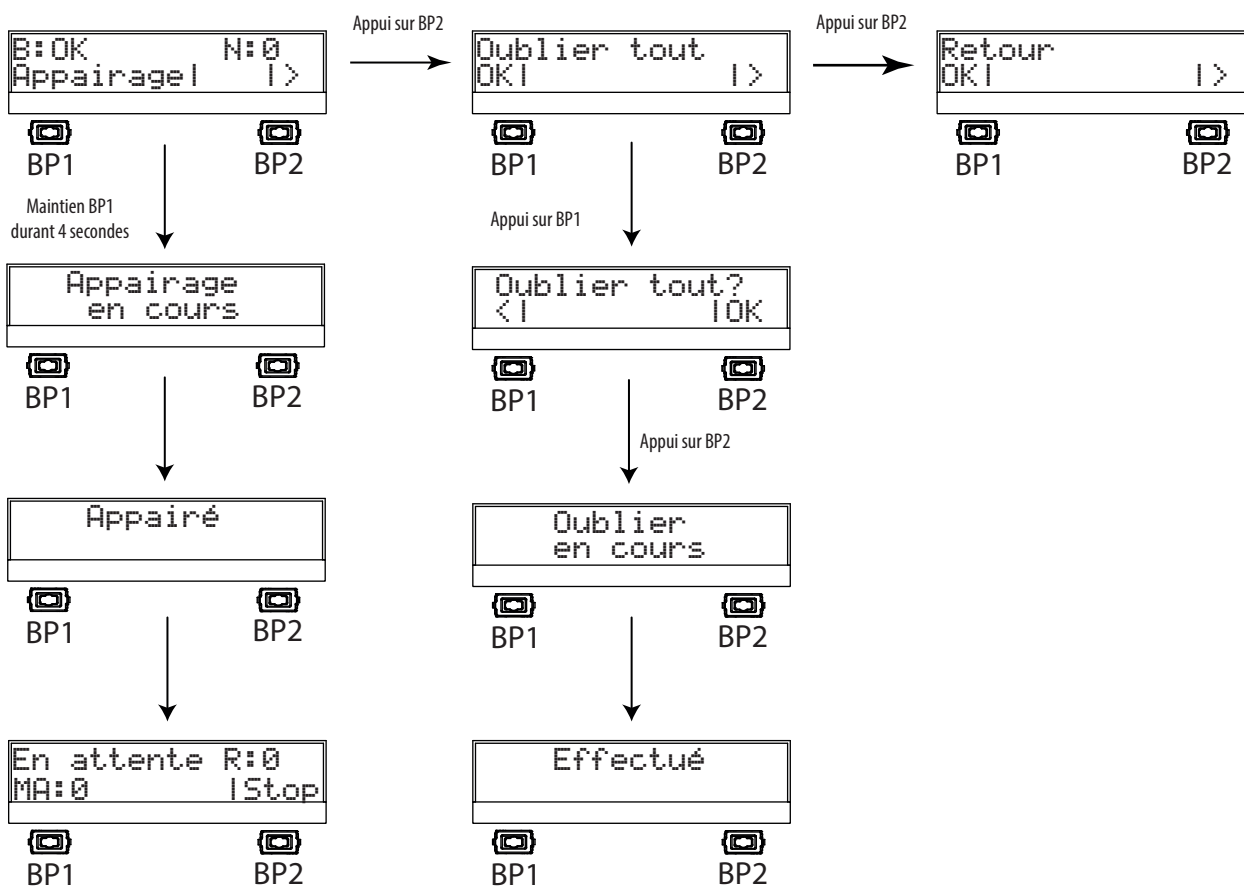 Appui sur BP2
Appui sur BP2
B:OK N:0
Appairage| |>
BP1 BP2
Oublier tout
OK| |>
BP1 BP2
Retour
OK| |>
BP1 BP2
Maintien BP1
durant 4 secondes
Appui sur BP1
Appairage
en cours
BP1 BP2
Oublier tout?
<| |OK
BP1 BP2
Appui sur BP2
Appairé
BP1 BP2
Oublier
en cours
BP1 BP2
En attente R:0
MA:0 |Stop
BP1 BP2
Effectué
BP1 BP2